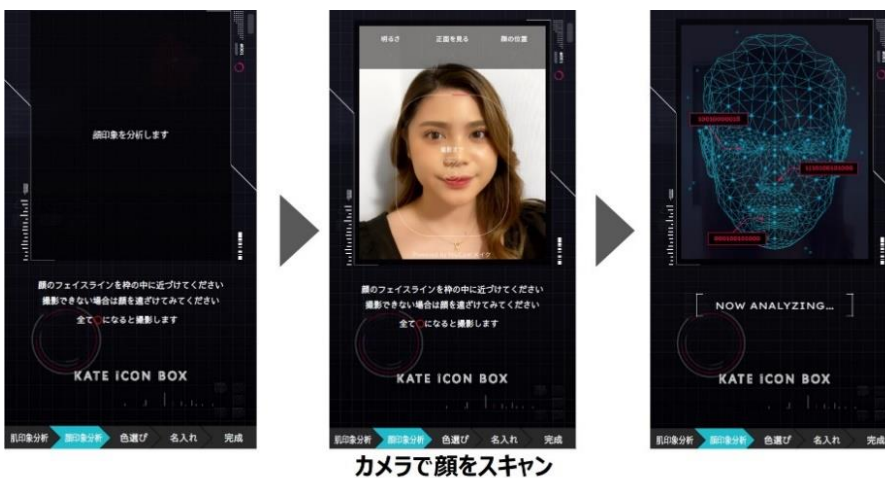 顔印象を分析します
顔のフェイスラインを枠の中に近づけてください
撮影できない場合は顔を遠ざけてみてください
全て○になると撮影します
KATE iCON BOX
肌印象分析 顔印象分析 色選び 名入れ 完成
明るさ 正面を見る 顔の位置
顔のフェイスラインを枠の中に近づけてください
撮影できない場合は顔を遠ざけてみてください
全て○になると撮影します
KATE iCON BOX
肌印象分析 顔印象分析 色選び 名入れ 完成
NOW ANALYZING...
KATE iCON BOX
肌印象分析 顔印象分析 色選び 名入れ 完成
カメラで顔をスキャン